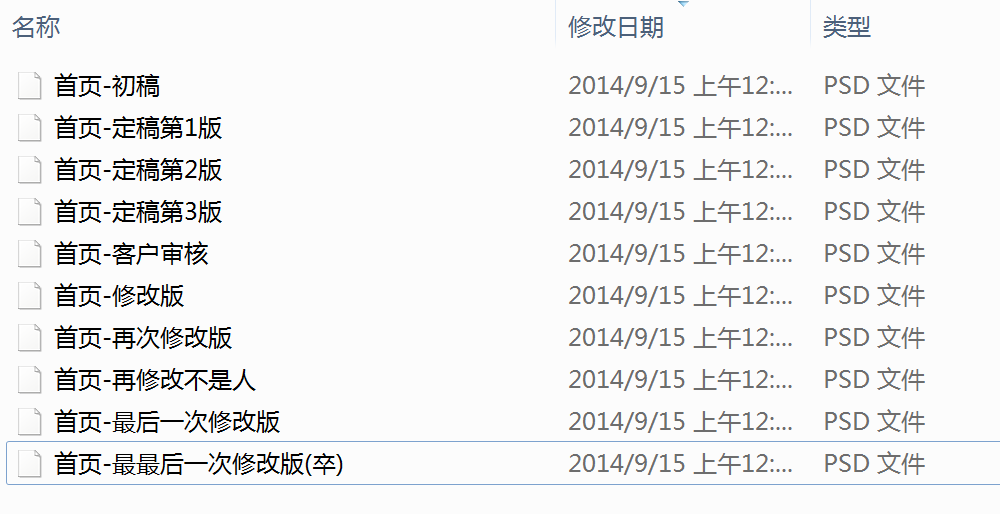 名称 修改日期 类型
首页-初稿 2014/9/15 上午12:... PSD 文件
首页-定稿第1版 2014/9/15 上午12:... PSD 文件
首页-定稿第2版 2014/9/15 上午12:... PSD 文件
首页-定稿第3版 2014/9/15 上午12:... PSD 文件
首页-客户审核 2014/9/15 上午12:... PSD 文件
首页-修改版 2014/9/15 上午12:... PSD 文件
首页-再次修改版 2014/9/15 上午12:... PSD 文件
首页-再修改不是人 2014/9/15 上午12:... PSD 文件
首页-最后一次修改版 2014/9/15 上午12:... PSD 文件
首页-最最后一次修改版(卒) 2014/9/15 上午12:... PSD 文件